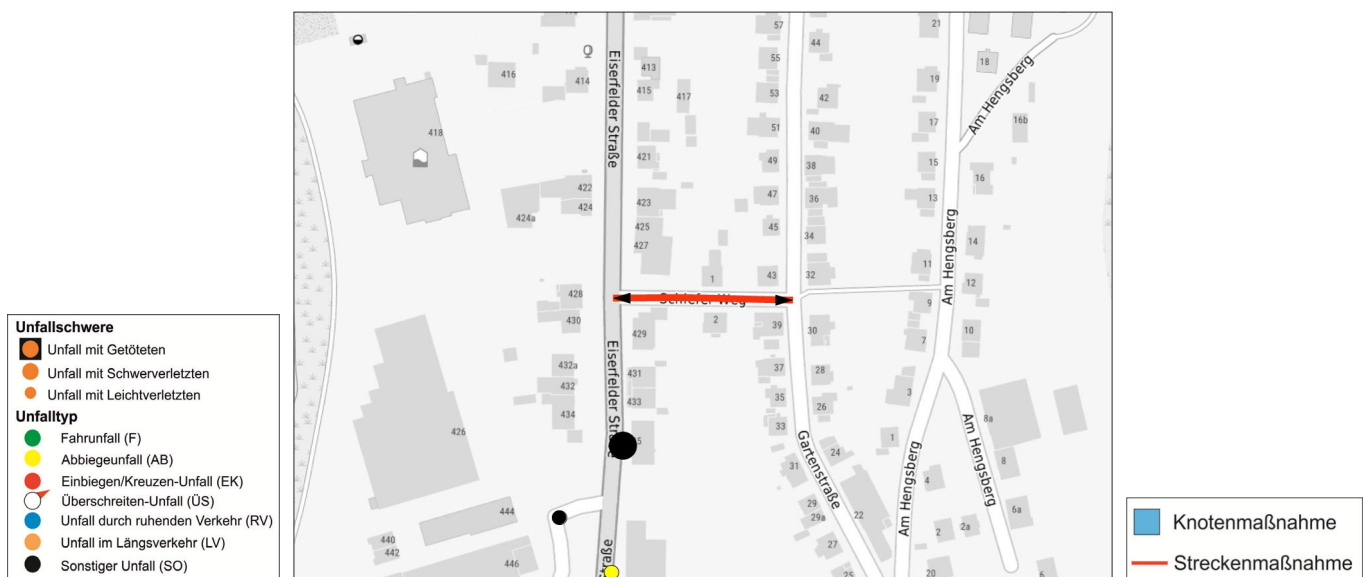 Unfallschwere
Unfall mit Getöteten
Unfall mit Schwerverletzten
Unfall mit Leichtverletzten
Unfalltyp
Fahrunfall (F)
Abbiegeunfall (AB)
Einbiegen/Kreuzen-Unfall (EK)
Überschreiten-Unfall (ÜS)
Unfall durch ruhenden Verkehr (RV)
Unfall im Längsverkehr (LV)
Sonstiger Unfall (SO)
416
414
418
422
424
424a
428
430
432a
432
434
426
444
440
442
446
Eiserfelder Straße
Eiserfelder Straße
413
415
417
421
423
425
427
1
2
Schiefer Weg
429
431
433
57
55
53
51
49
47
45
43
39
37
35
33
31
29
29a
27
25
44
42
40
38
36
34
32
30
28
26
24
22
Gartenstraße
21
19
17
15
13
11
9
7
3
1
18
16b
16
14
12
10
8a
8
6a
4
2
2a
20
Am Hengsberg
Am Hengsberg
Am Hengsberg
Am Hengsberg
Knotenmaßnahme
Streckenmaßnahme